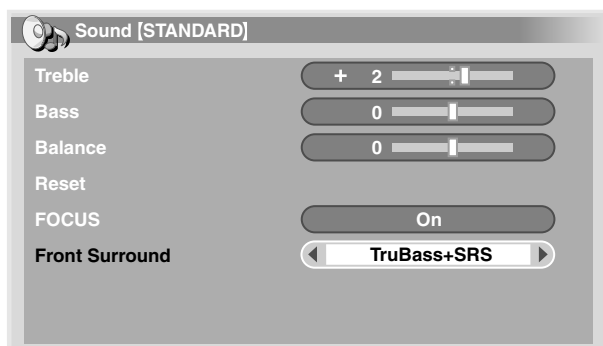 Sound [STANDARD]
Treble + 2
Bass 0
Balance 0
Reset
FOCUS On
Front Surround TruBass+SRS